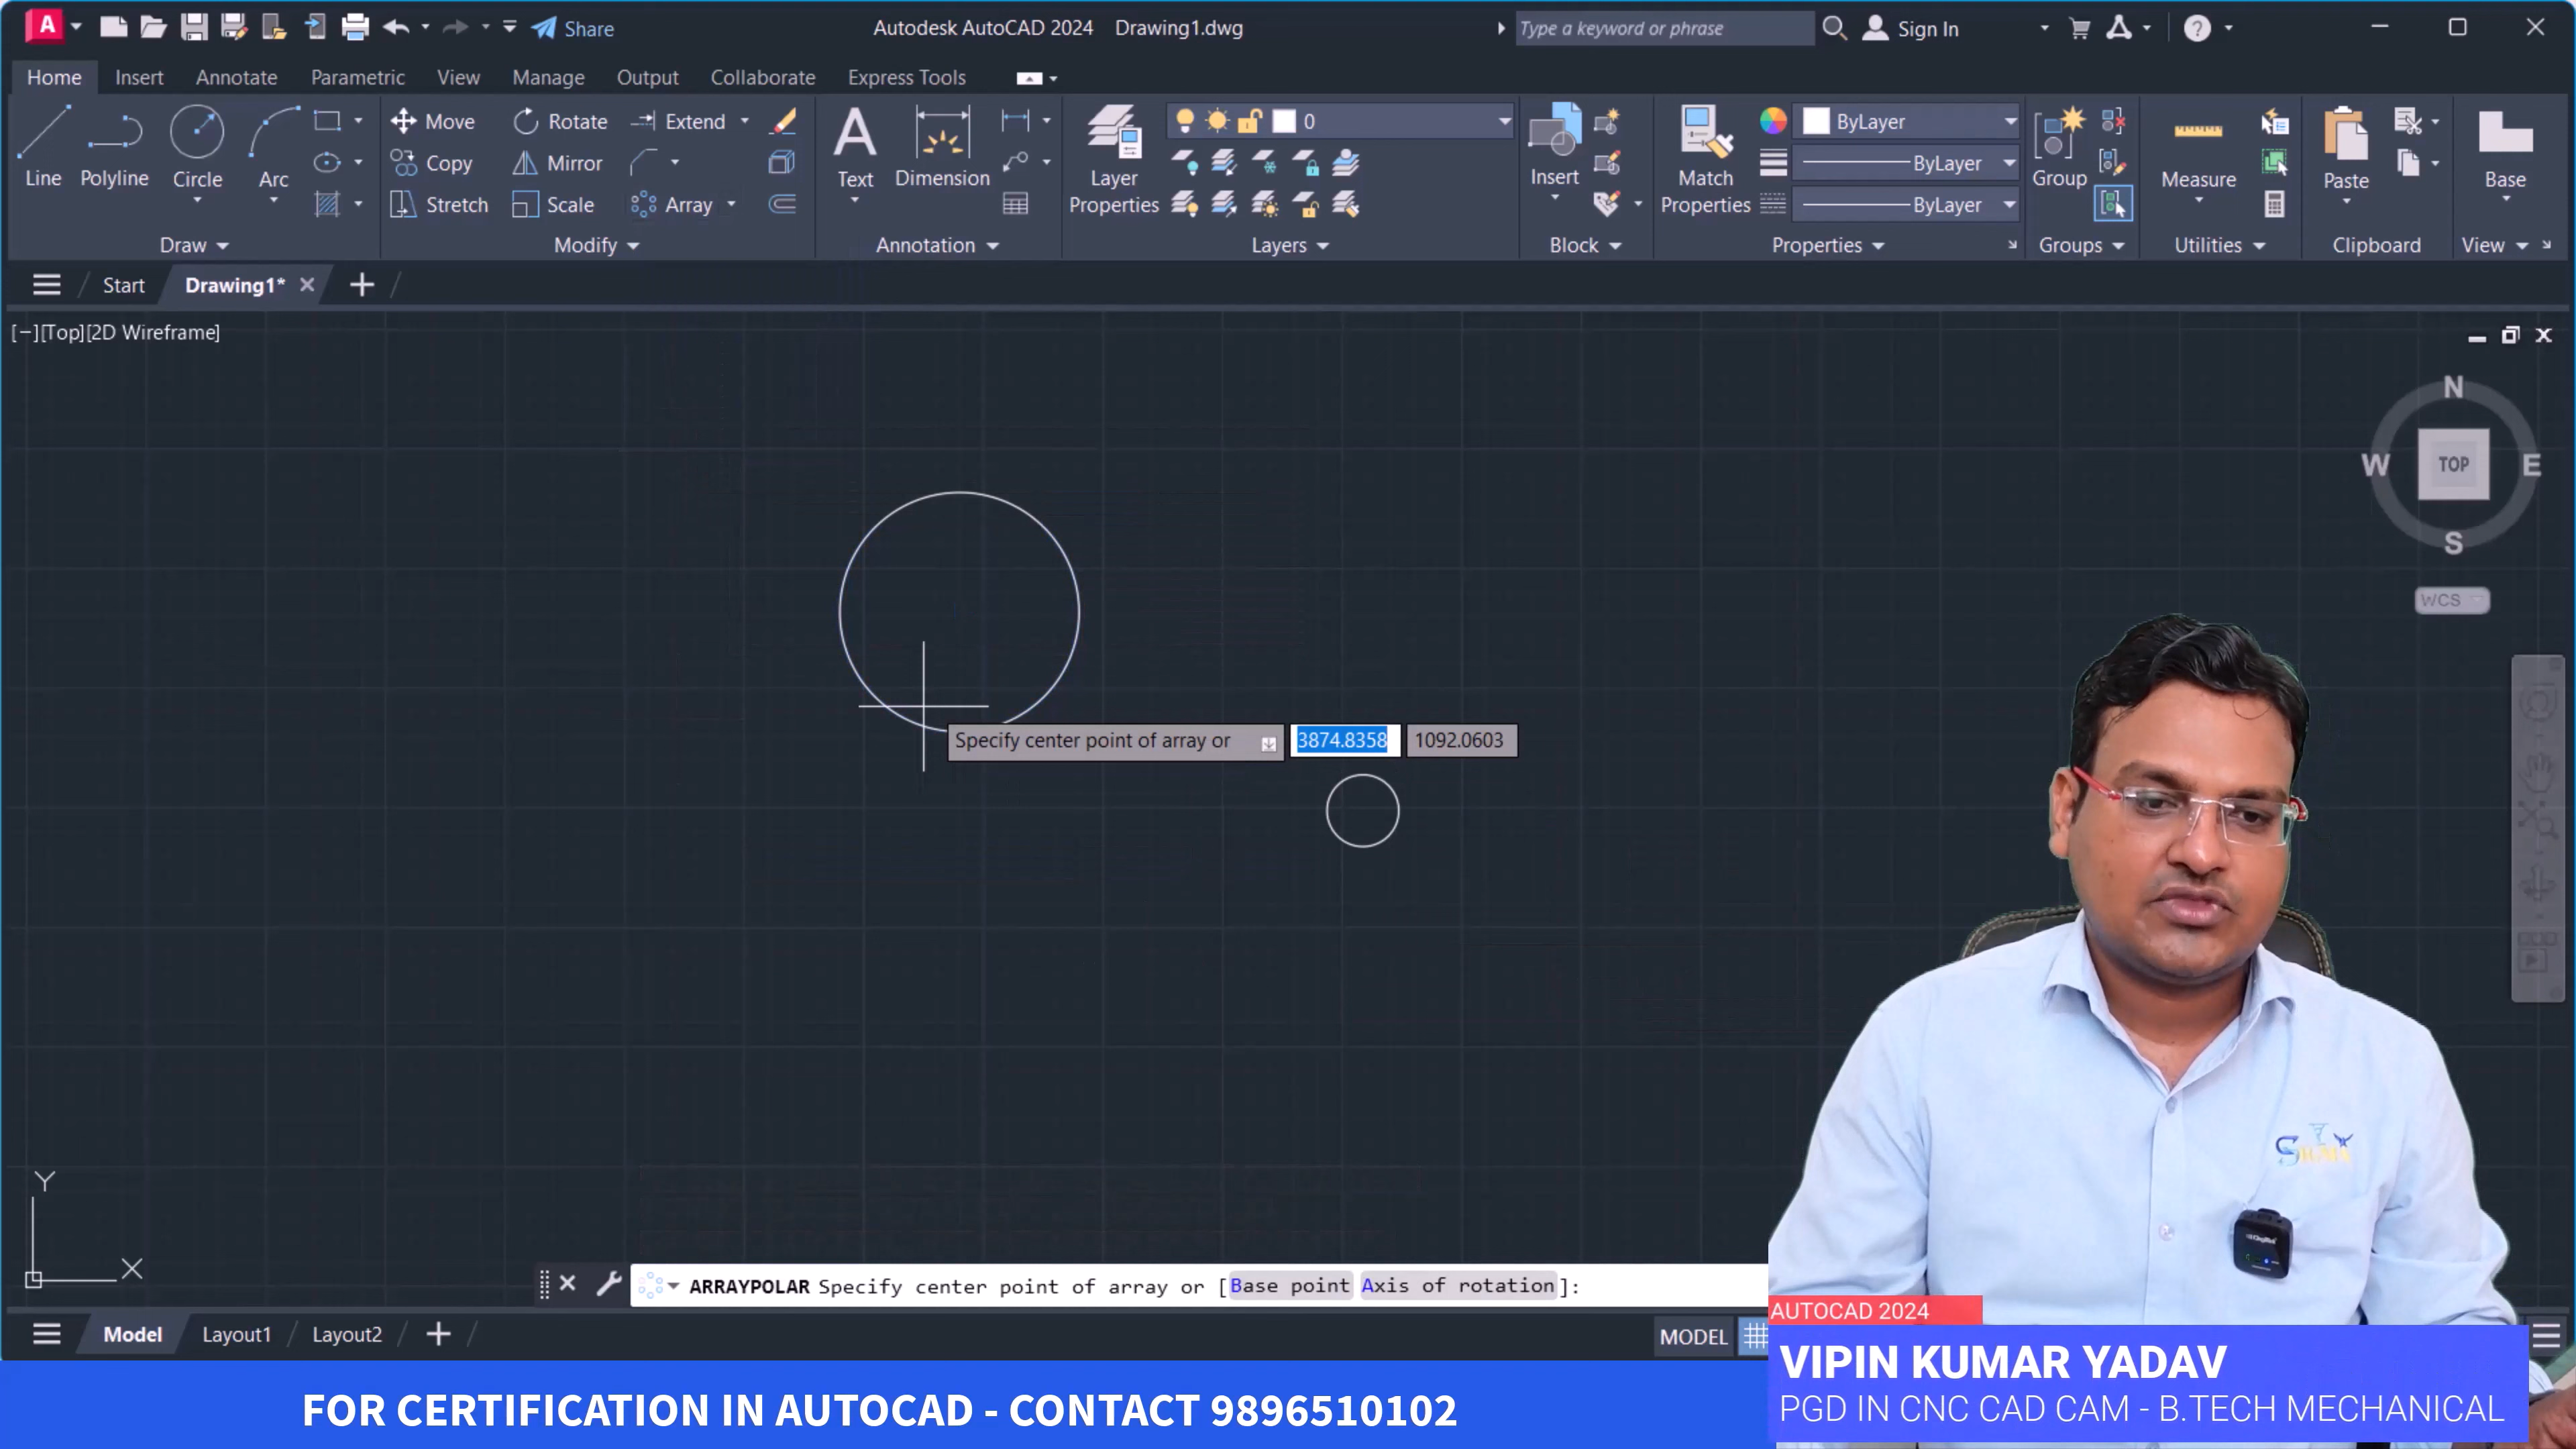 A Share Autodesk AutoCAD 2024 Drawing1.dwg Type a keyword or phrase Sign In
Home Insert Annotate Parametric View Manage Output Collaborate Express Tools
Line Polyline Circle Arc
Draw
Move Rotate Extend
Copy Mirror
Stretch Scale Array
Modify
Text Dimension
Annotation
Layer Properties
0
Layers
Insert
Block
Match Properties
ByLayer
ByLayer
ByLayer
Properties
Group
Groups
Measure
Utilities
Paste
Clipboard
Base
View
Start Drawing1*
[−][Top][2D Wireframe]
N
W TOP E
S
WCS
Specify center point of array or 3874.8358 1092.0603
Y
X
ARRAYPOLAR Specify center point of array or [Base point Axis of rotation]:
Model Layout1 Layout2 MODEL
AUTOCAD 2024
VIPIN KUMAR YADAV
PGD IN CNC CAD CAM - B.TECH MECHANICAL
FOR CERTIFICATION IN AUTOCAD - CONTACT 9896510102